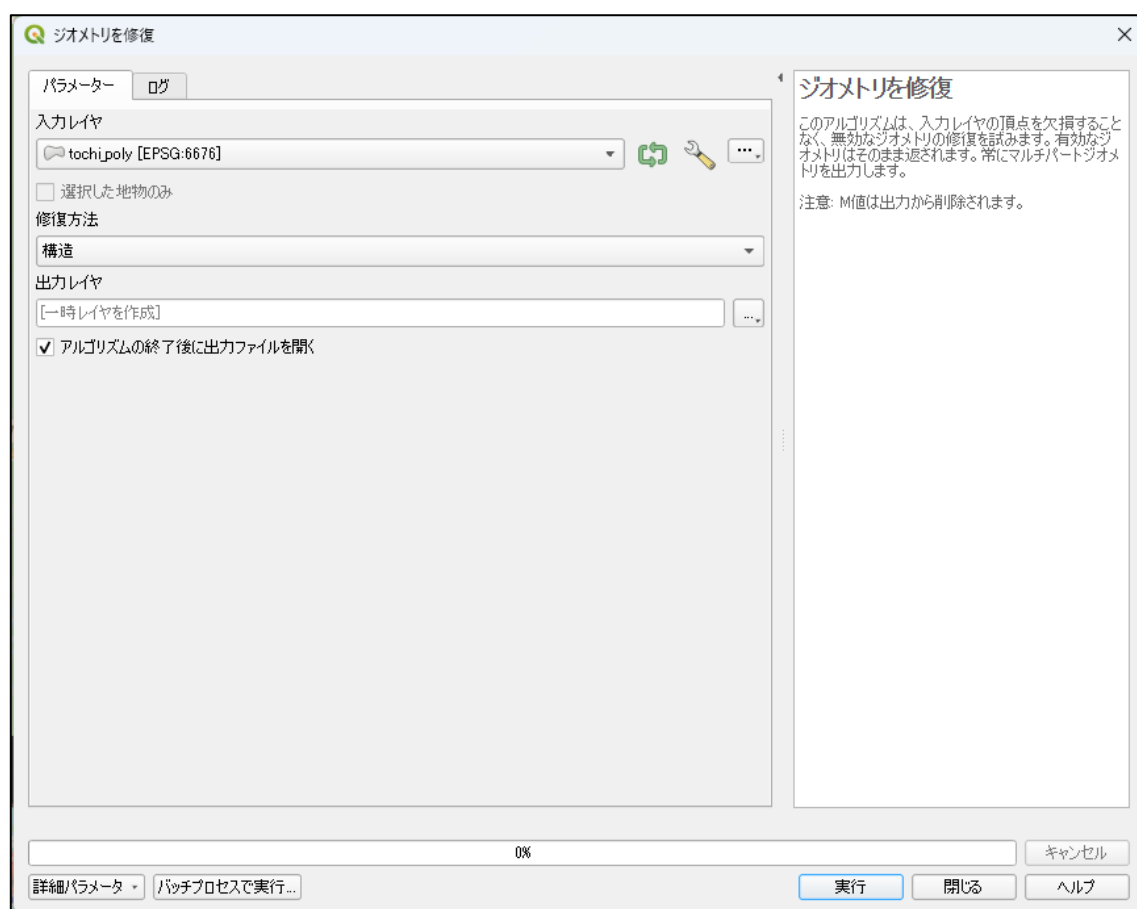 ジオメトリを修復
パラメーター
ログ
入力レイヤ
tochi_poly [EPSG:6676]
選択した地物のみ
修復方法
構造
出力レイヤ
[一時レイヤを作成]
アルゴリズムの終了後に出力ファイルを開く
ジオメトリを修復
このアルゴリズムは、入力レイヤの頂点を欠損すること
なく、無効なジオメトリの修復を試みます。有効なジ
オメトリはそのまま返されます。常にマルチパートジオメ
トリを出力します。
注意: M値は出力から削除されます。
0%
キャンセル
詳細パラメータ
バッチプロセスで実行...
実行
閉じる
ヘルプ